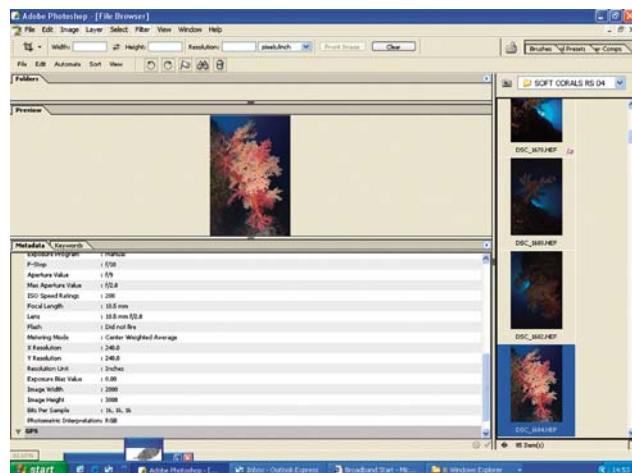 Adobe Photoshop - [File Browser]
File Edit Image Layer Select Filter View Window Help
Width: Height: Resolution: pixels/inch Front Image Clear
Brushes Presets Comps
File Edit Automate Sort View
Folders
SOFT CORALS RS 04
Preview
DSC_1679.NEF
DSC_1680.NEF
DSC_1682.NEF
DSC_1684.NEF
Metadata Keywords
Exposure Program : Manual
F-Stop : f/10
Aperture Value : f/9
Max Aperture Value : f/2.8
ISO Speed Ratings : 200
Focal Length : 10.5 mm
Lens : 10.5 mm f/2.8
Flash : Did not fire
Metering Mode : Center Weighted Average
X Resolution : 240.0
Y Resolution : 240.0
Resolution Unit : Inches
Exposure Bias Value : 0.00
Image Width : 2000
Image Height : 3008
Bits Per Sample : 16, 16, 16
Photometric Interpretation: RGB
GPS
Item(s)
start Adobe Photoshop - [... Inbox - Outlook Express Broadband Start - Mic... Windows Explorer